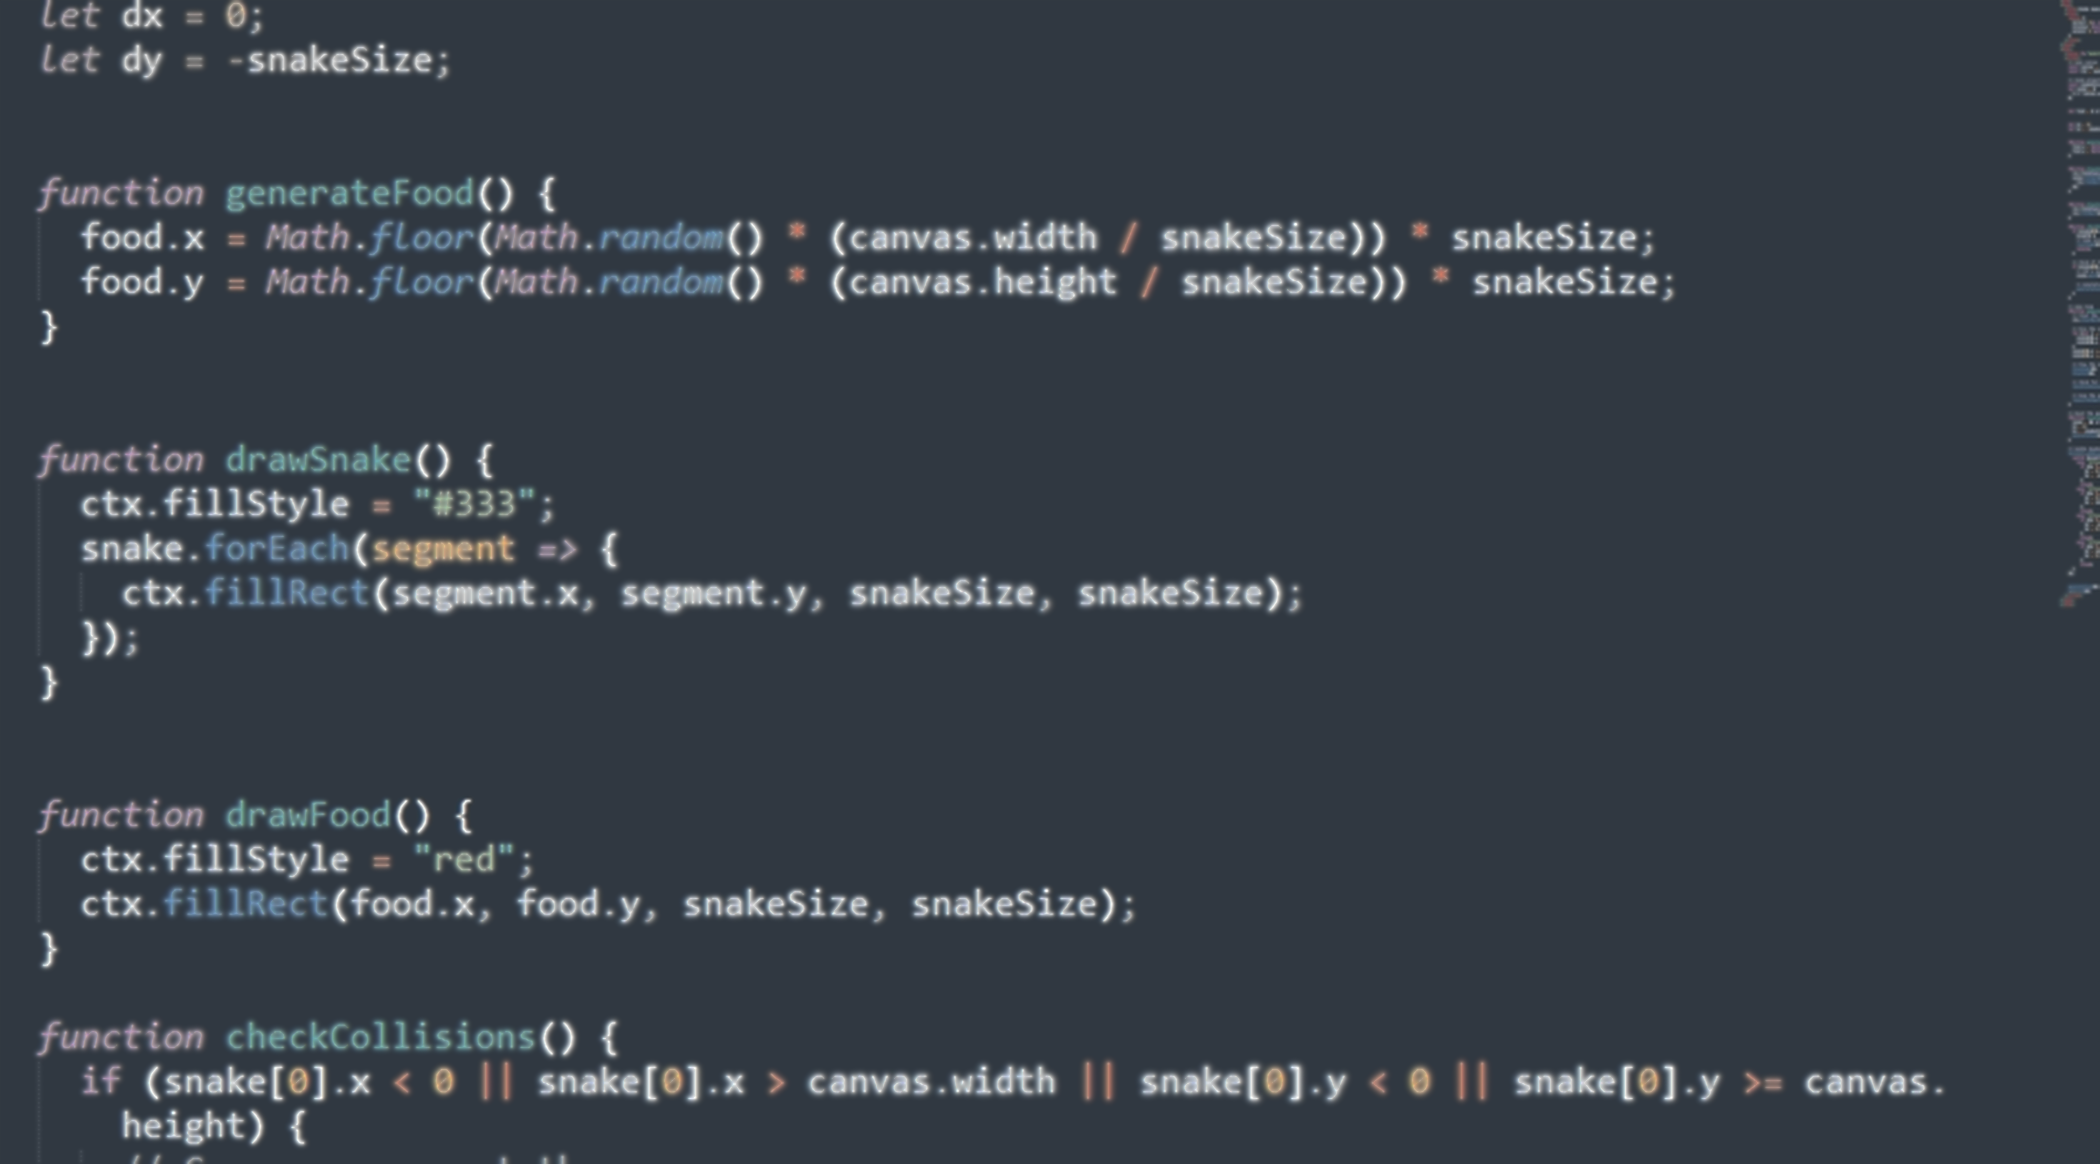 let dx = 0;
let dy = -snakeSize;
function generateFood() {
  food.x = Math.floor(Math.random() * (canvas.width / snakeSize)) * snakeSize;
  food.y = Math.floor(Math.random() * (canvas.height / snakeSize)) * snakeSize;
}
function drawSnake() {
  ctx.fillStyle = "#333";
  snake.forEach(segment => {
    ctx.fillRect(segment.x, segment.y, snakeSize, snakeSize);
  });
}
function drawFood() {
  ctx.fillStyle = "red";
  ctx.fillRect(food.x, food.y, snakeSize, snakeSize);
}
function checkCollisions() {
  if (snake[0].x < 0 || snake[0].x > canvas.width || snake[0].y < 0 || snake[0].y >= canvas.
    height) {
    //